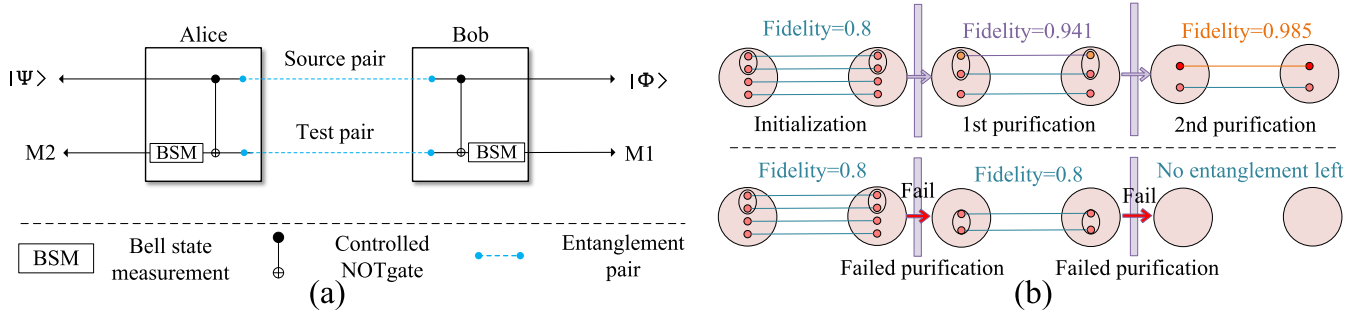 Alice
Bob
Source pair
|Ψ>
|Φ>
Test pair
M2
BSM
BSM
M1
BSM
Bell state
measurement
Controlled
NOTgate
Entanglement
pair
(a)
Fidelity=0.8
Fidelity=0.941
Fidelity=0.985
Initialization
1st purification
2nd purification
Fidelity=0.8
Fail
Fidelity=0.8
Fail
No entanglement left
Failed purification
Failed purification
(b)